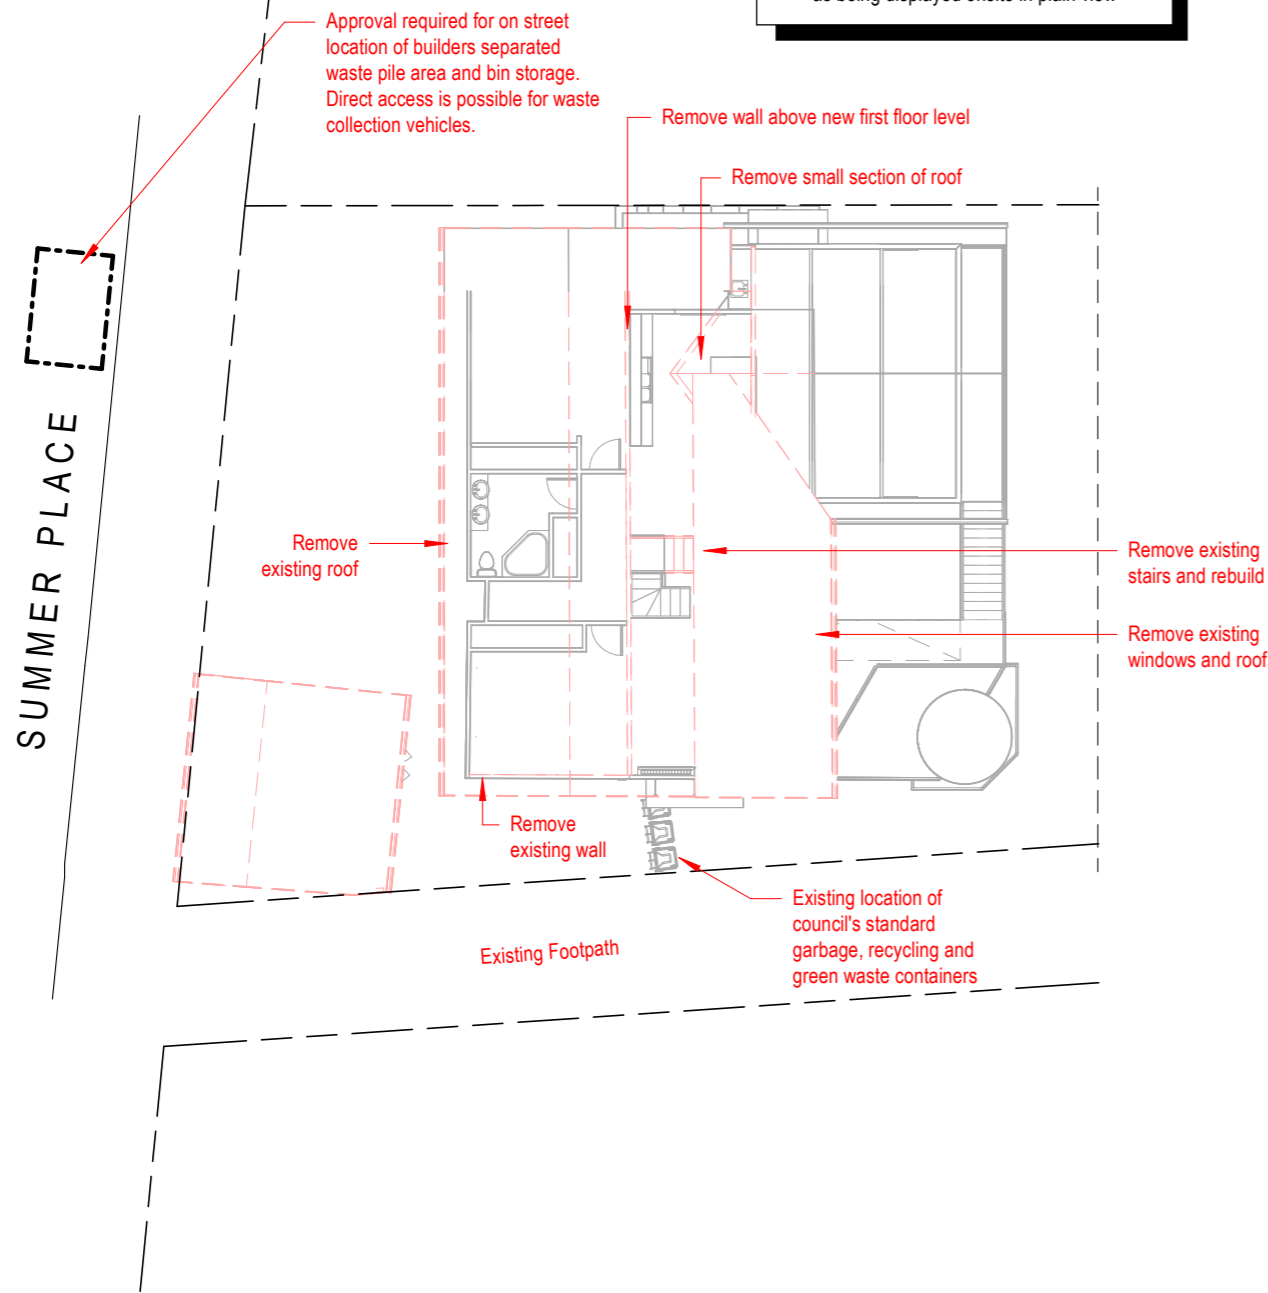 Approval required for on street
location of builders separated
waste pile area and bin storage.
Direct access is possible for waste
collection vehicles.
Remove wall above new first floor level
Remove small section of roof
SUMMER PLACE
Remove
existing roof
Remove existing
stairs and rebuild
Remove existing
windows and roof
Remove
existing wall
Existing location of
council's standard
garbage, recycling and
green waste containers
Existing Footpath